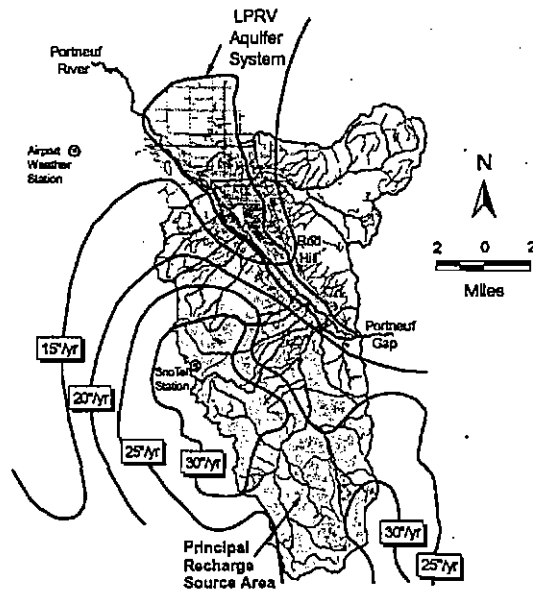 LPRV
Aquifer
System
Portneuf
River
Airport
Weather
Station
N
Red
Hill
2 0 2
Miles
Portneuf
Gap
15"/yr
SnoTel
Station
20"/yr
25"/yr
30"/yr
30"/yr
25"/yr
Principal
Recharge
Source Area